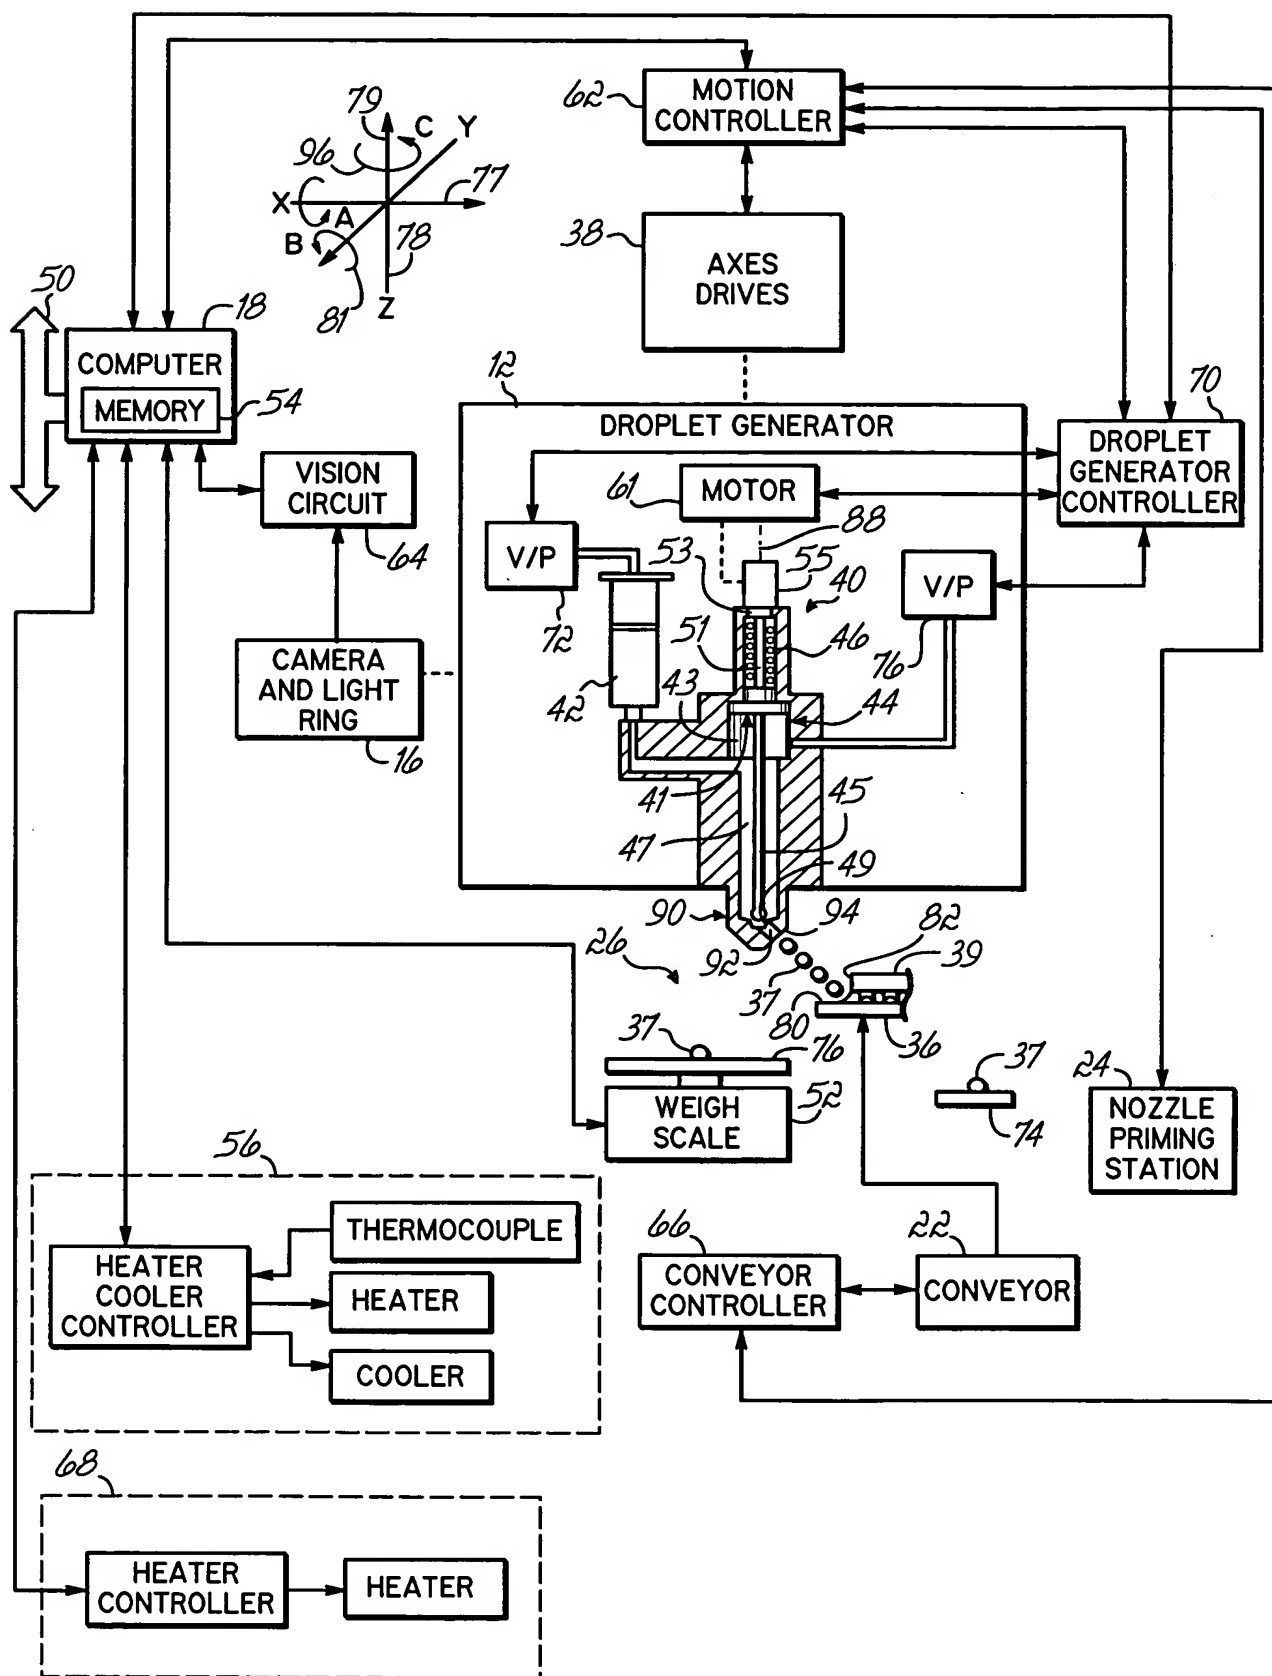 62
MOTION
CONTROLLER
79
C
Y
96
77
X
A
B
78
81
Z
38
AXES
DRIVES
50
18
COMPUTER
MEMORY
54
12
DROPLET GENERATOR
70
DROPLET
GENERATOR
CONTROLLER
VISION
CIRCUIT
64
61
MOTOR
88
V/P
72
53
55
40
V/P
76
51
46
42
43
44
CAMERA
AND LIGHT
RING
16
41
45
47
49
90
94
92
82
39
26
37
80
36
37
76
WEIGH
SCALE
52
37
74
24
NOZZLE
PRIMING
STATION
56
THERMOCOUPLE
HEATER
COOLER
CONTROLLER
HEATER
COOLER
66
CONVEYOR
CONTROLLER
22
CONVEYOR
68
HEATER
CONTROLLER
HEATER